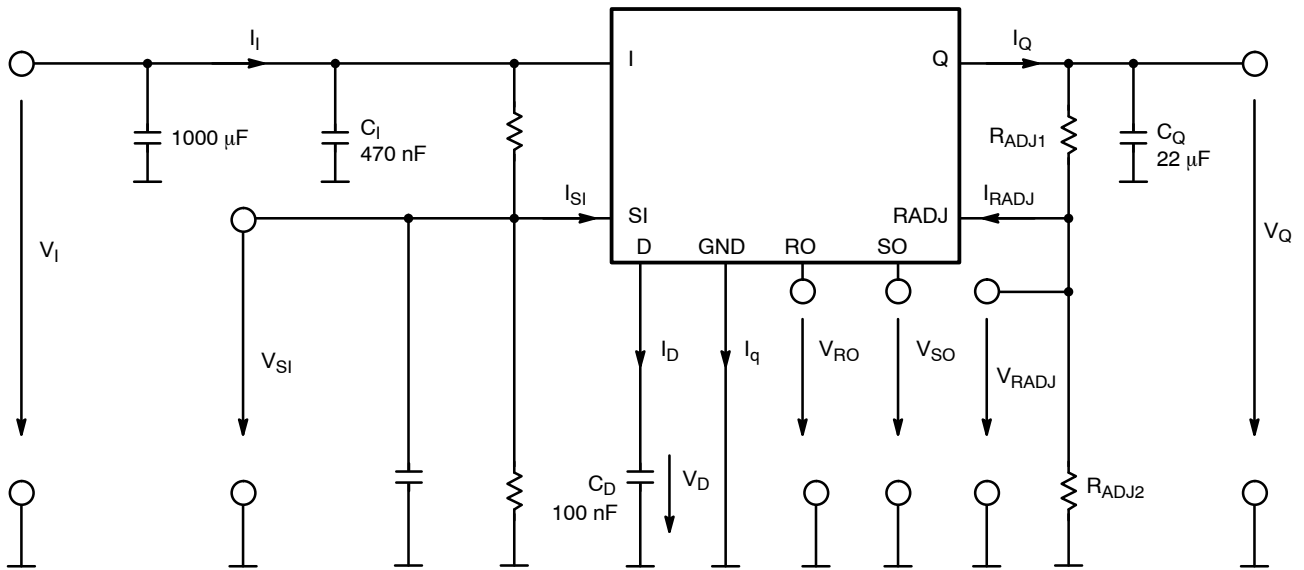 I_I
I_Q
I
Q
1000 μF
C_I
470 nF
R_ADJ1
C_Q
22 μF
I_SI
I_RADJ
SI
RADJ
D
GND
RO
SO
V_I
V_Q
V_SI
I_D
I_q
V_RO
V_SO
V_RADJ
C_D
100 nF
V_D
R_ADJ2